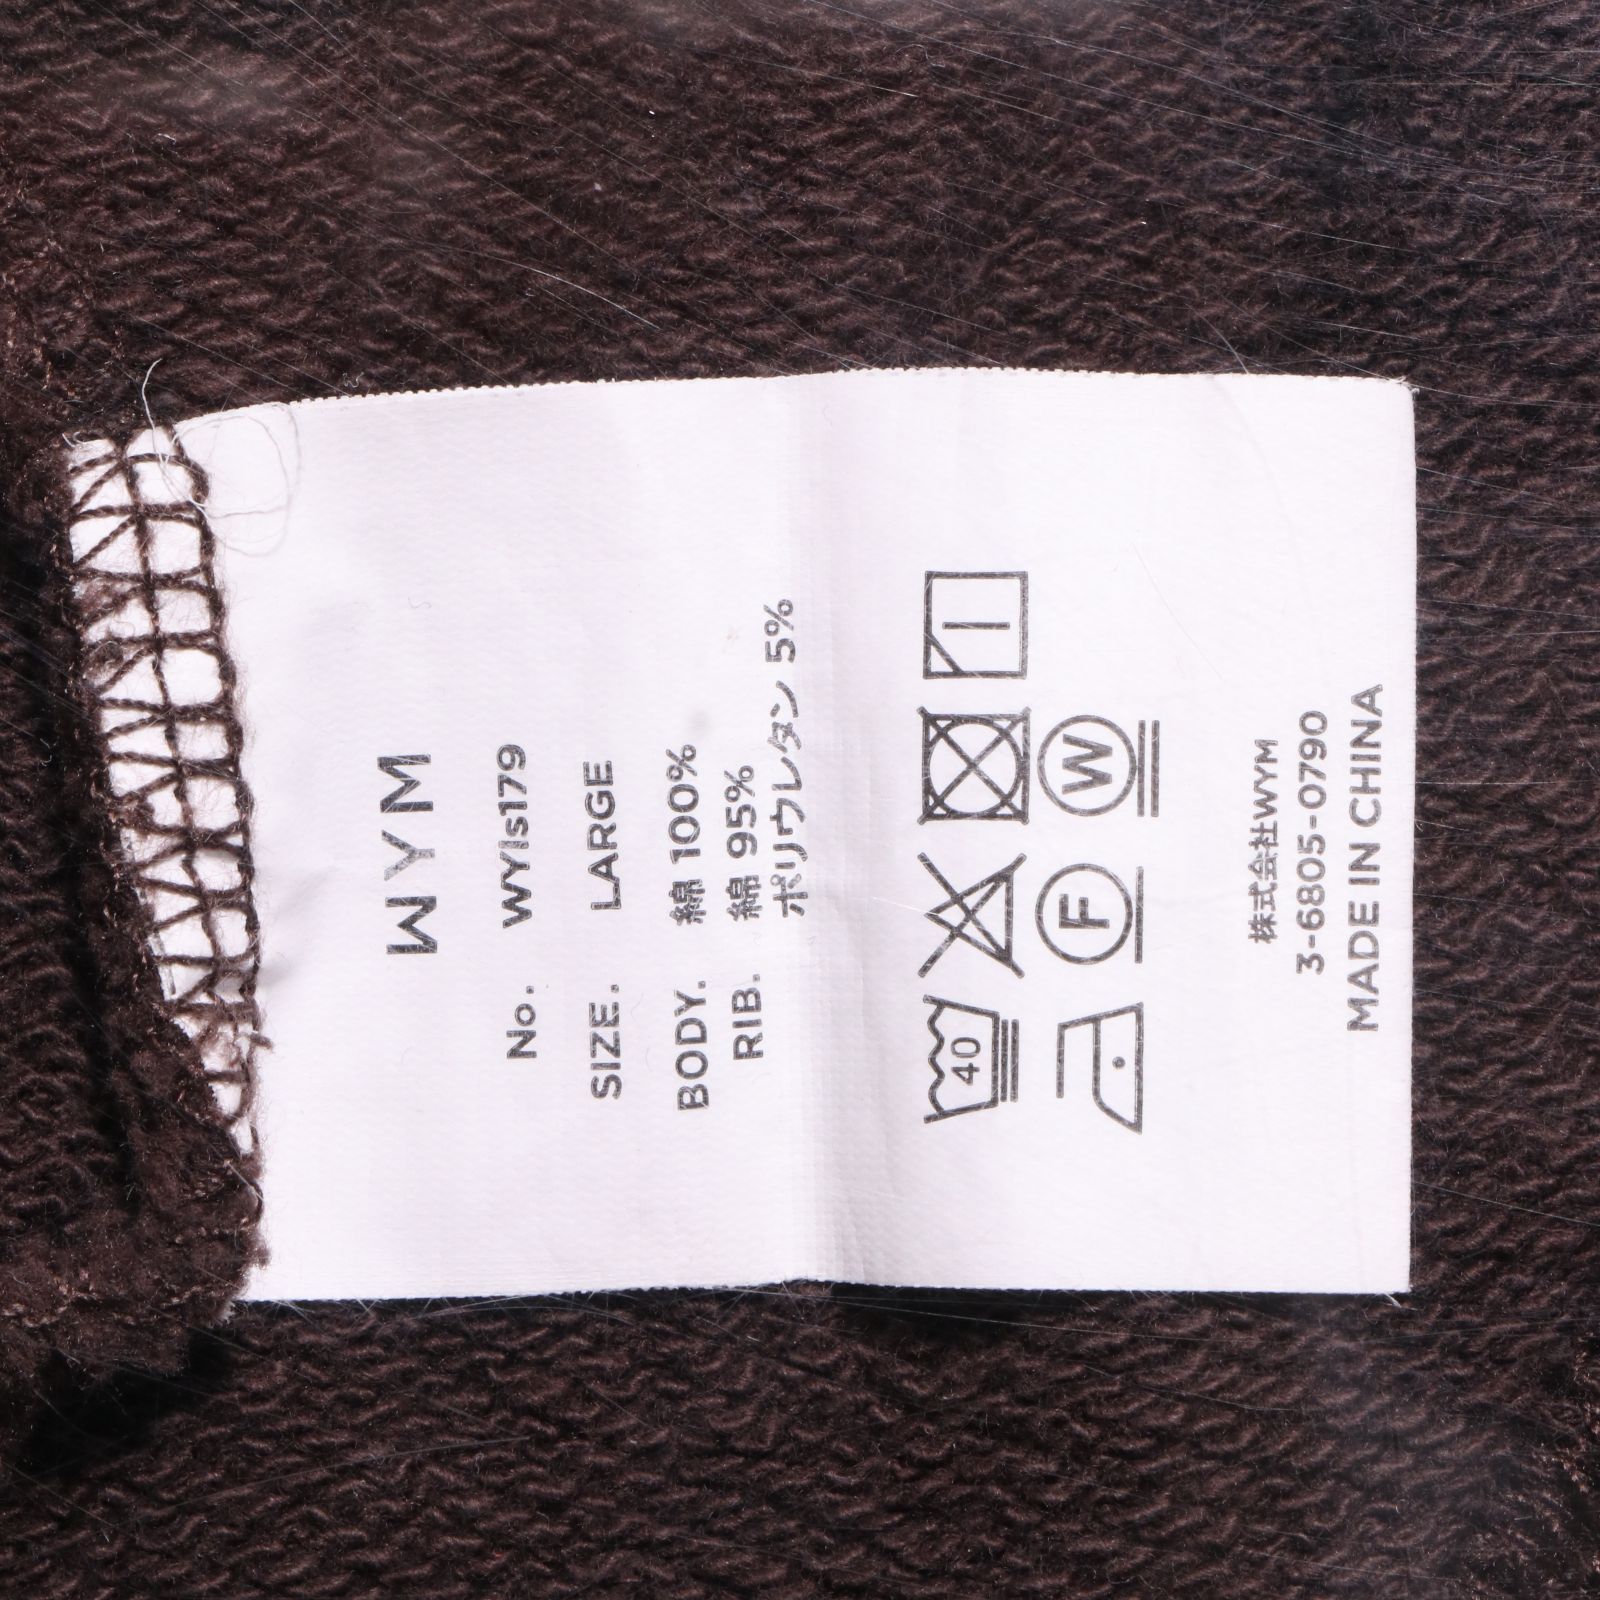 WYM
No. WYls179
SIZE. LARGE
BODY. 綿 100%
RIB. 綿 95%
ポリウレタン 5%
40
F W
株式会社WYM
3-6805-0790
MADE IN CHINA